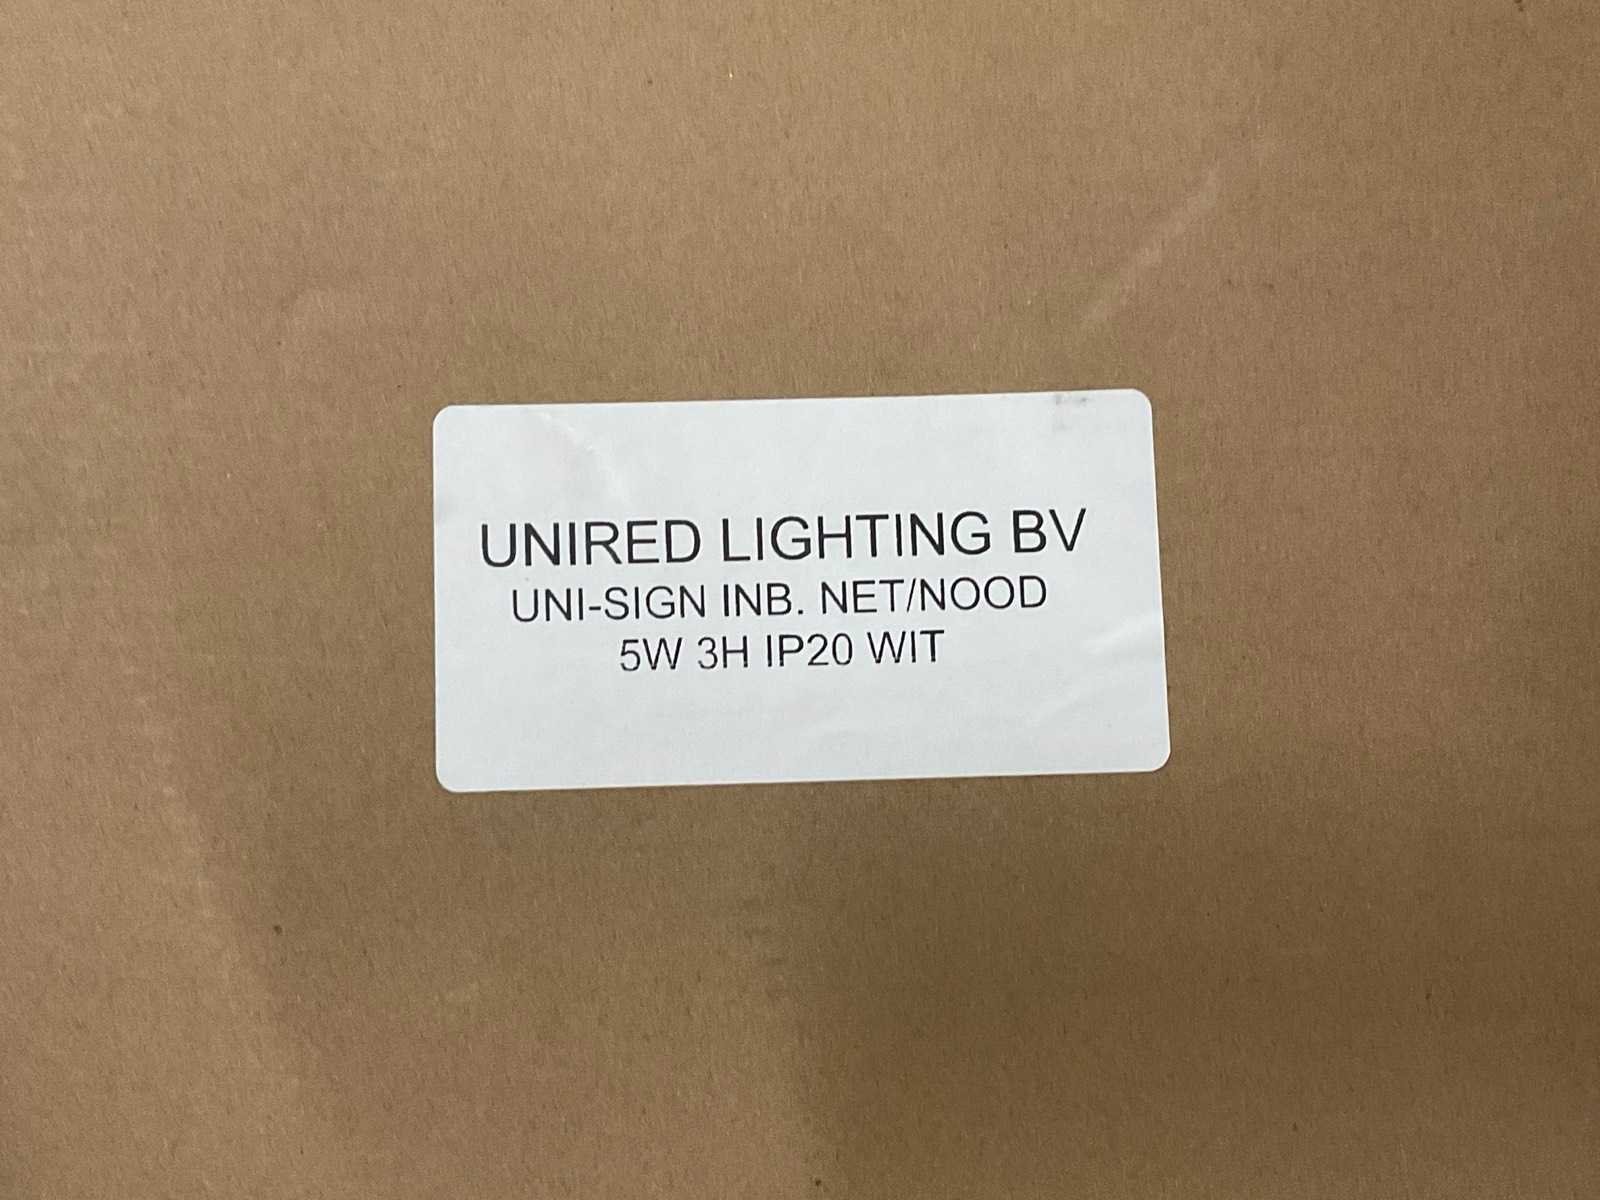 UNIRED LIGHTING BV
UNI-SIGN INB. NET/NOOD
5W 3H IP20 WIT